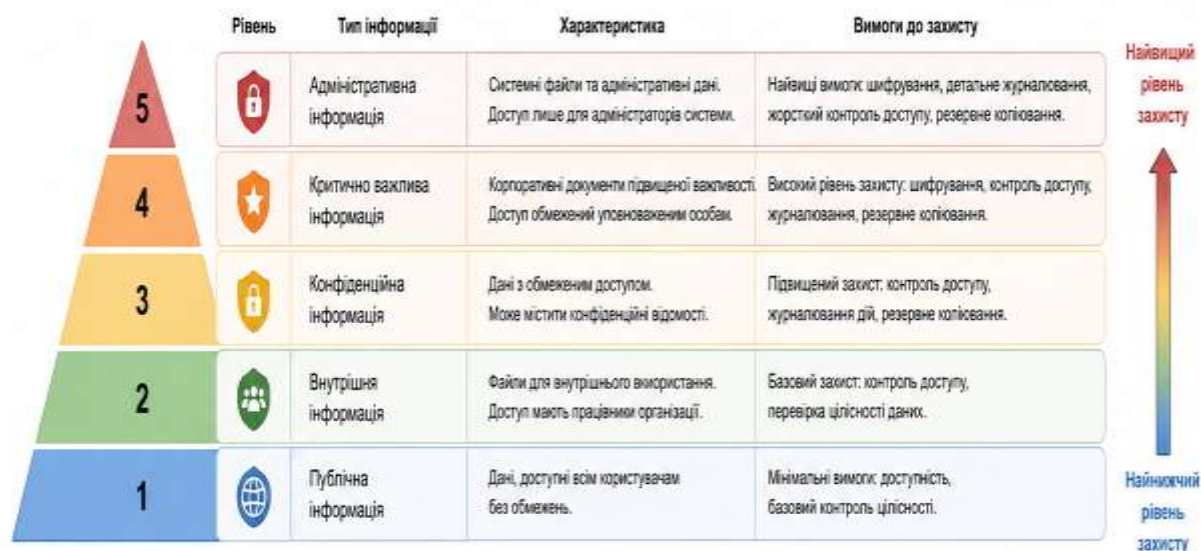 Рівень Тип інформації Характеристика Вимоги до захисту
Найвищий
рівень
захисту
5
Адміністративна
інформація
Системні файли та адміністративні дані.
Доступ лише для адміністраторів системи.
Найвищі вимоги: шифрування, детальне журналювання,
жорсткий контроль доступу, резервне копіювання.
4
Критично важлива
інформація
Корпоративні документи підвищеної важливості.
Доступ обмежений уповноваженим особам.
Високий рівень захисту: шифрування, контроль доступу,
журналювання, резервне копіювання.
3
Конфіденційна
інформація
Дані з обмеженим доступом.
Може містити конфіденційні відомості.
Підвищений захист: контроль доступу,
журналювання дій, резервне копіювання.
2
Внутрішня
інформація
Файли для внутрішнього використання.
Доступ мають працівники організації.
Базовий захист: контроль доступу,
перевірка цілісності даних.
1
Публічна
інформація
Дані, доступні всім користувачам
без обмежень.
Мінімальні вимоги: доступність,
базовий контроль цілісності.
Найнижчий
рівень
захисту